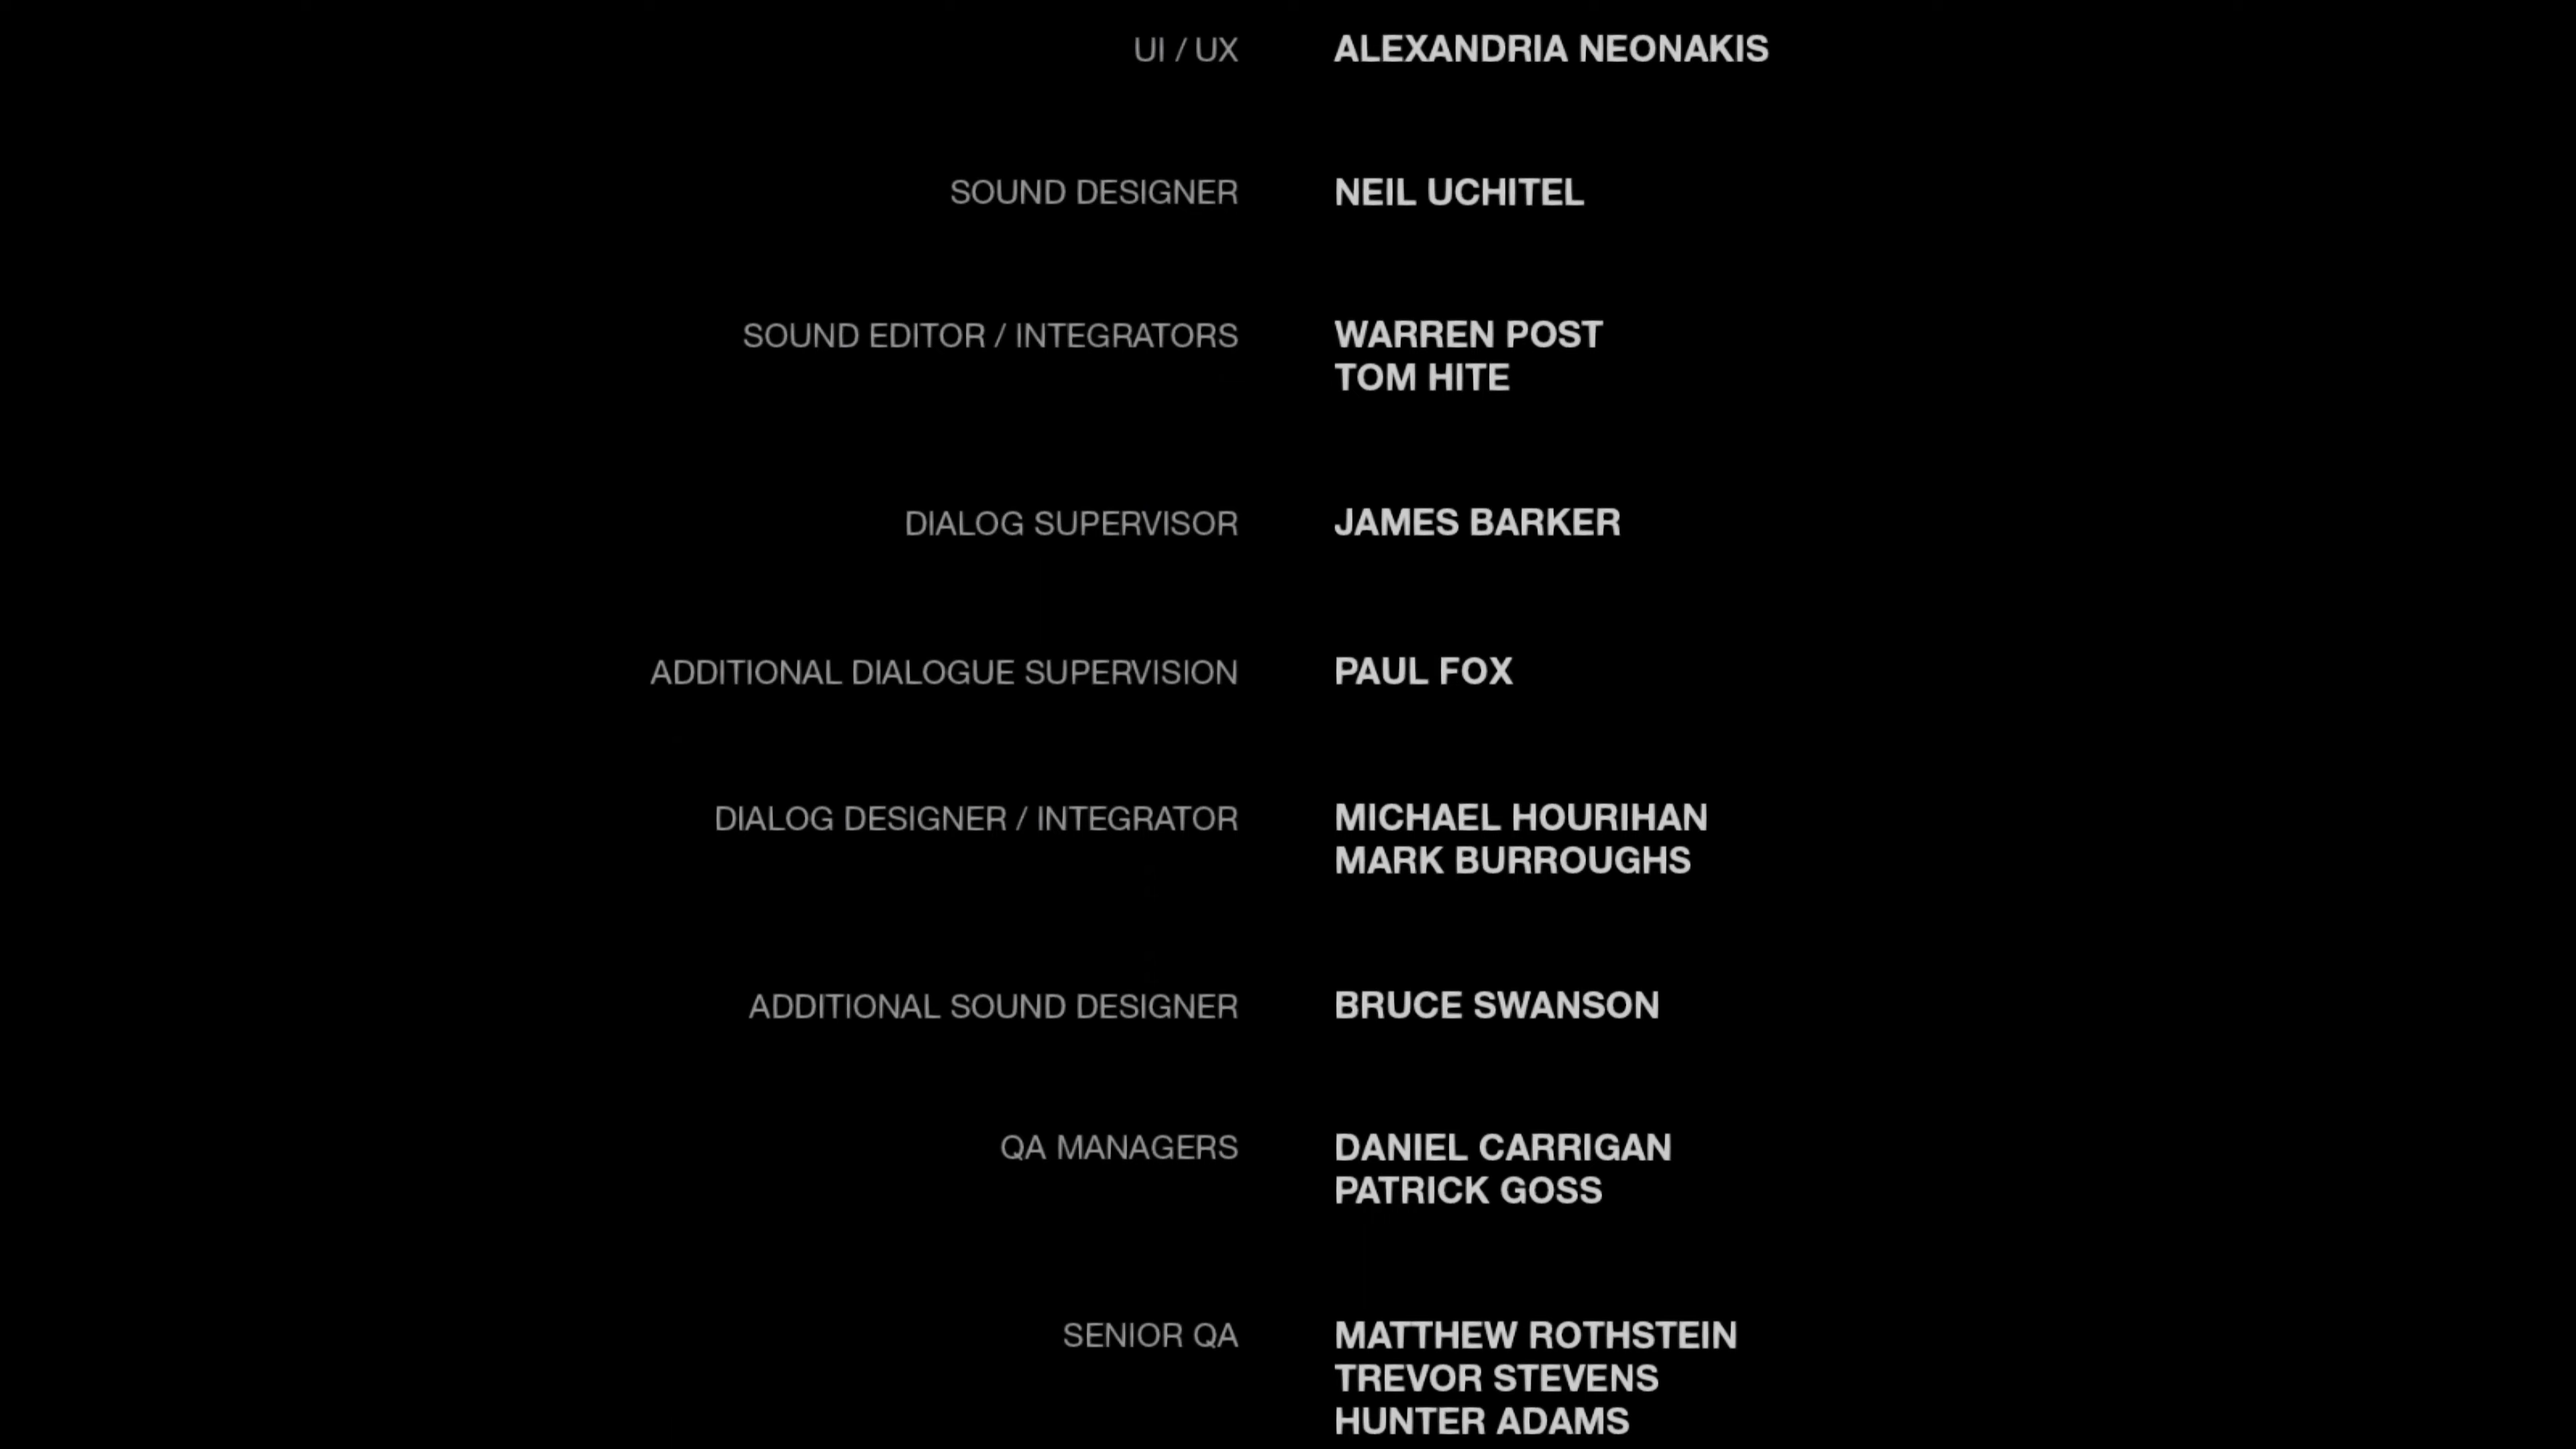 UI / UX ALEXANDRIA NEONAKIS
SOUND DESIGNER NEIL UCHITEL
SOUND EDITOR / INTEGRATORS WARREN POST
TOM HITE
DIALOG SUPERVISOR JAMES BARKER
ADDITIONAL DIALOGUE SUPERVISION PAUL FOX
DIALOG DESIGNER / INTEGRATOR MICHAEL HOURIHAN
MARK BURROUGHS
ADDITIONAL SOUND DESIGNER BRUCE SWANSON
QA MANAGERS DANIEL CARRIGAN
PATRICK GOSS
SENIOR QA MATTHEW ROTHSTEIN
TREVOR STEVENS
HUNTER ADAMS